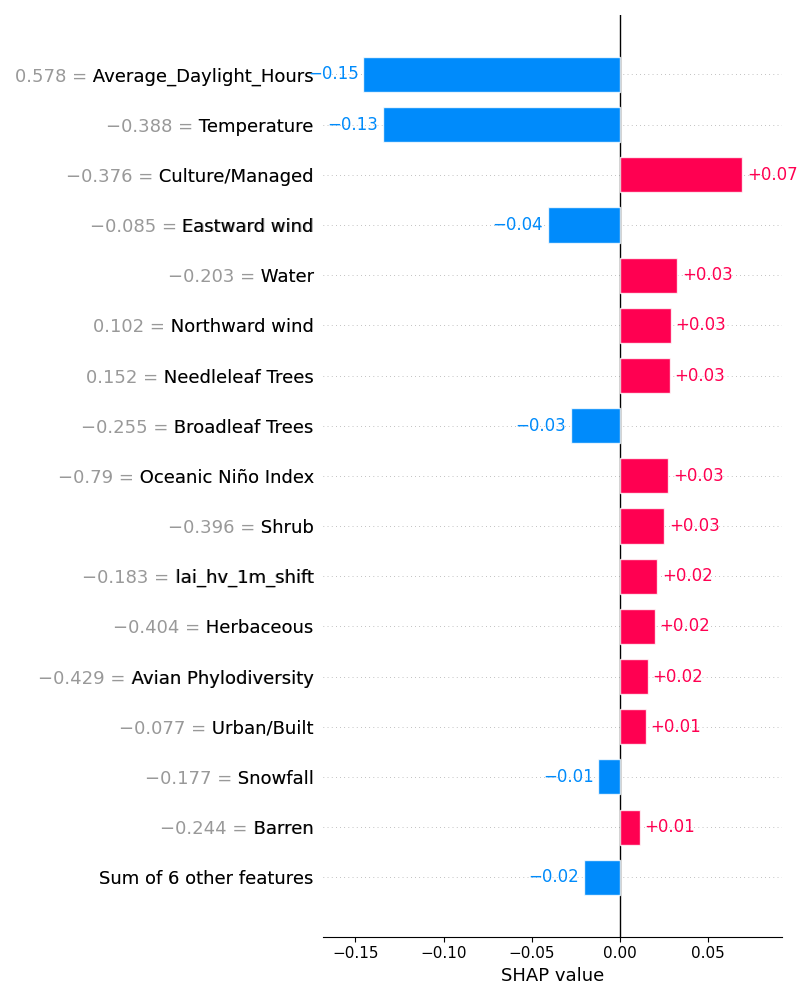 0.578 = Average_Daylight_Hours −0.15
−0.388 = Temperature −0.13
−0.376 = Culture/Managed +0.07
−0.085 = Eastward wind −0.04
−0.203 = Water +0.03
0.102 = Northward wind +0.03
0.152 = Needleleaf Trees +0.03
−0.255 = Broadleaf Trees −0.03
−0.79 = Oceanic Niño Index +0.03
−0.396 = Shrub +0.03
−0.183 = lai_hv_1m_shift +0.02
−0.404 = Herbaceous +0.02
−0.429 = Avian Phylodiversity +0.02
−0.077 = Urban/Built +0.01
−0.177 = Snowfall −0.01
−0.244 = Barren +0.01
Sum of 6 other features −0.02
−0.15 −0.10 −0.05 0.00 0.05
SHAP value